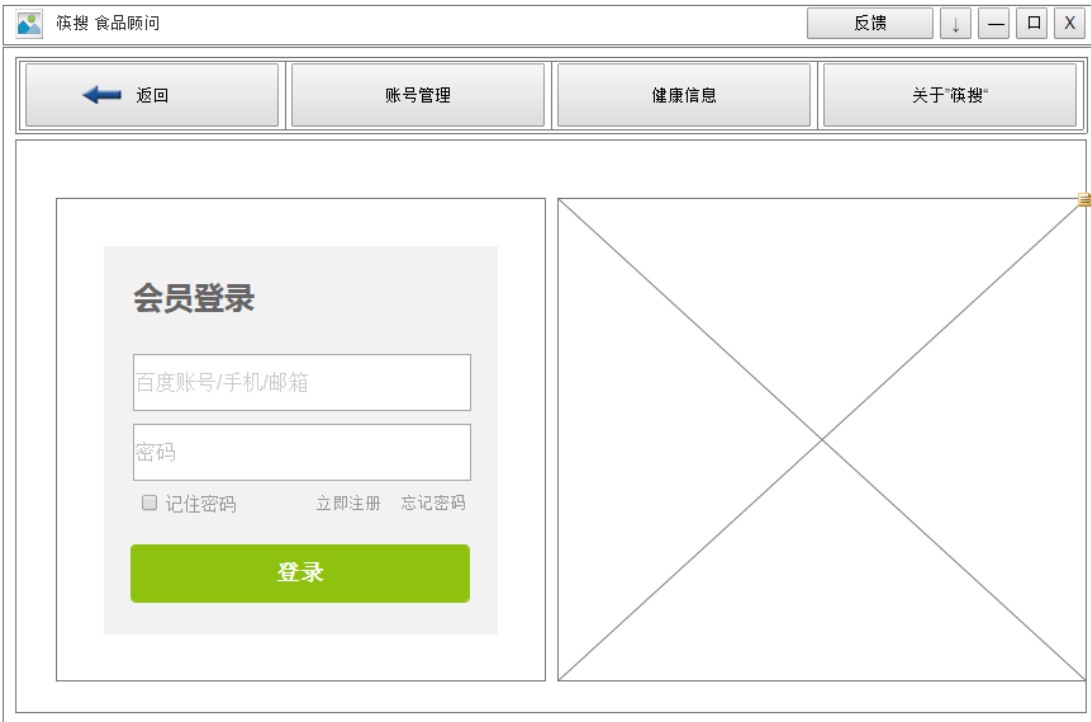 筷搜 食品顾问
反馈 ↓ — 口 X
返回 账号管理 健康信息 关于"筷搜"
会员登录
百度账号/手机/邮箱
密码
记住密码 立即注册 忘记密码
登录